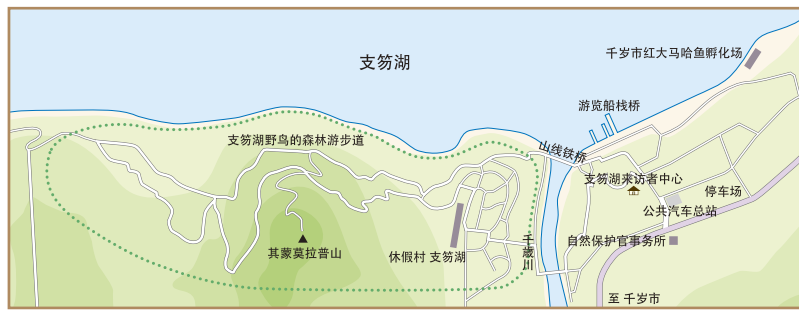 支笏湖
千岁市红大马哈鱼孵化场
游览船栈桥
支笏湖野鸟的森林游步道
山线铁桥
支笏湖来访者中心
停车场
公共汽车总站
其蒙莫拉普山
休假村 支笏湖
千歳川
自然保护官事务所
至 千岁市